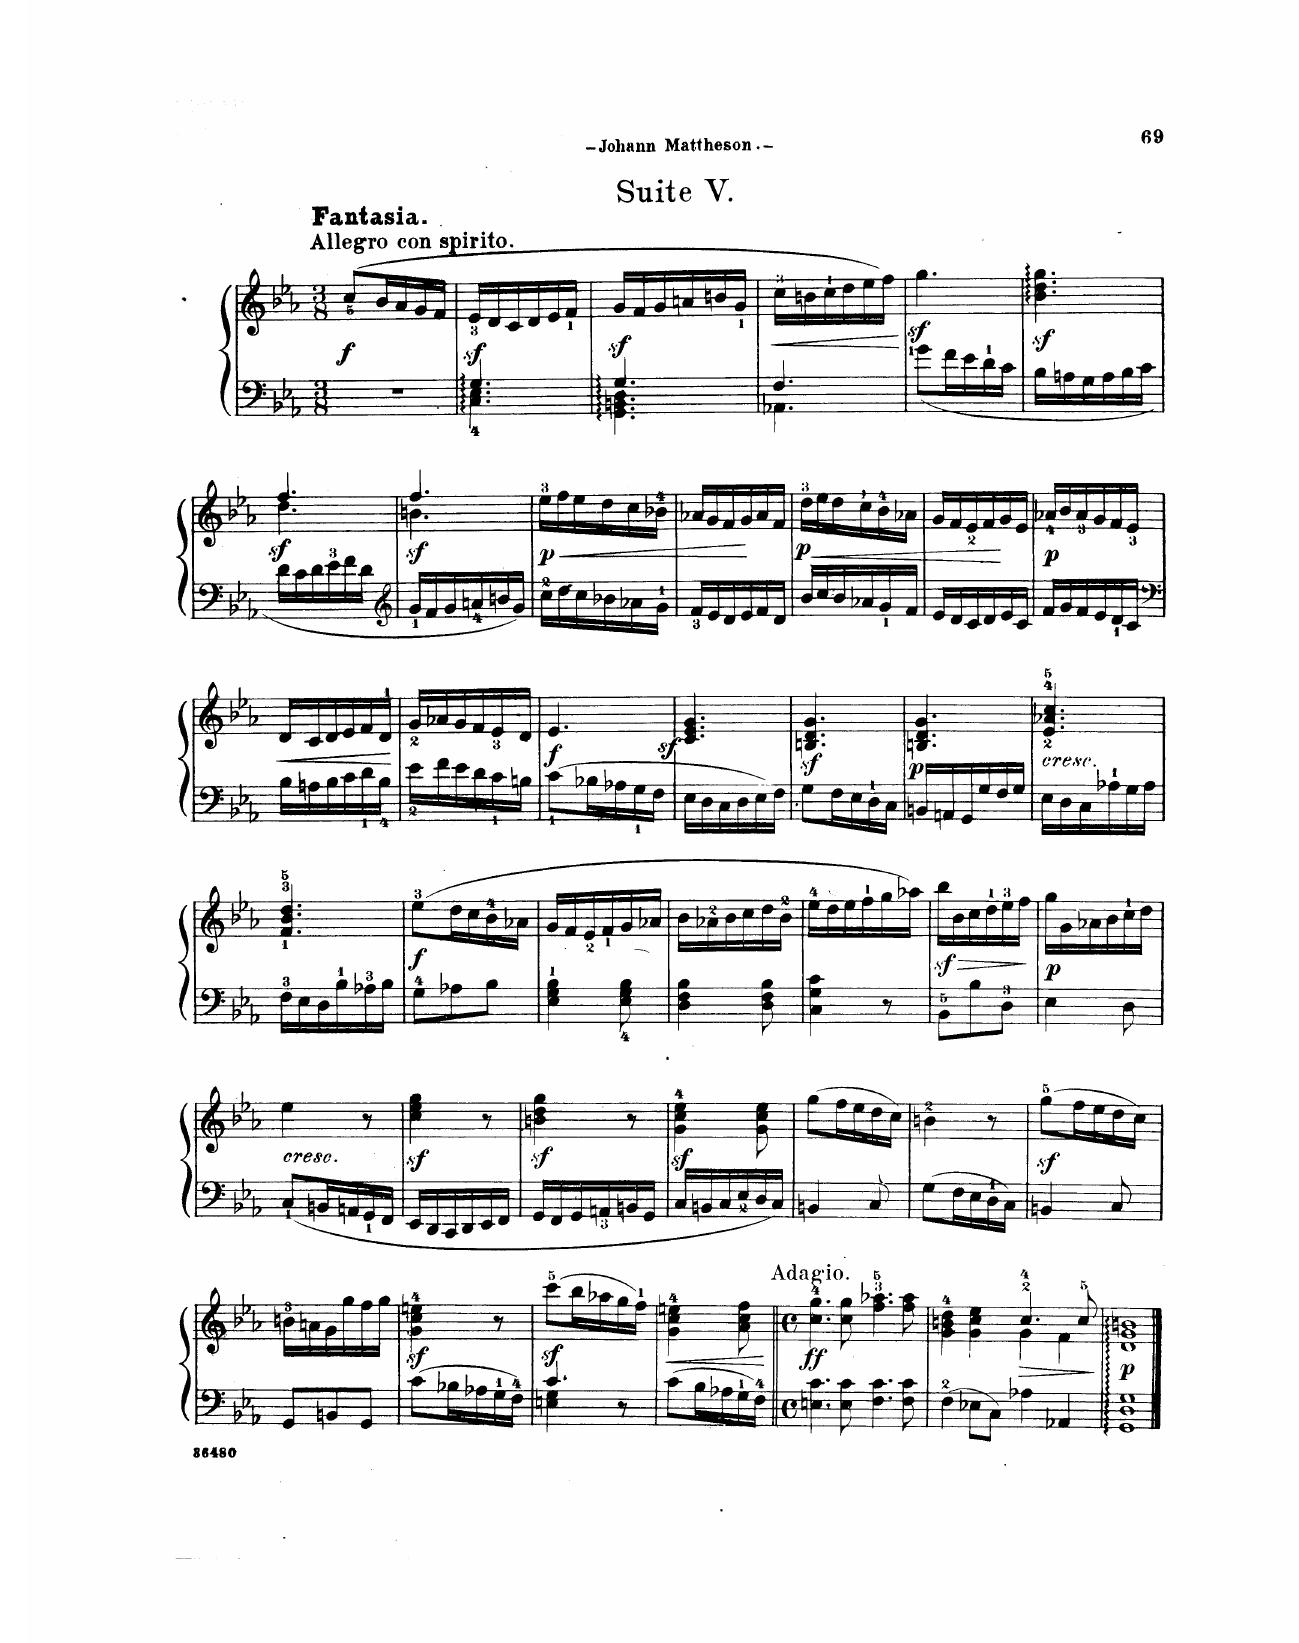 69
-Johann Mattheson.-
Suite V.
Fantasia.
Allegro con spirito.
f
sf
sf
sf
sf
sf
sf
p
p
p
f
sf
sf
p
cresc.
f
sf
p
cresc.
sf
sf
sf
sf
Adagio.
sf
sf
ff
p
36480